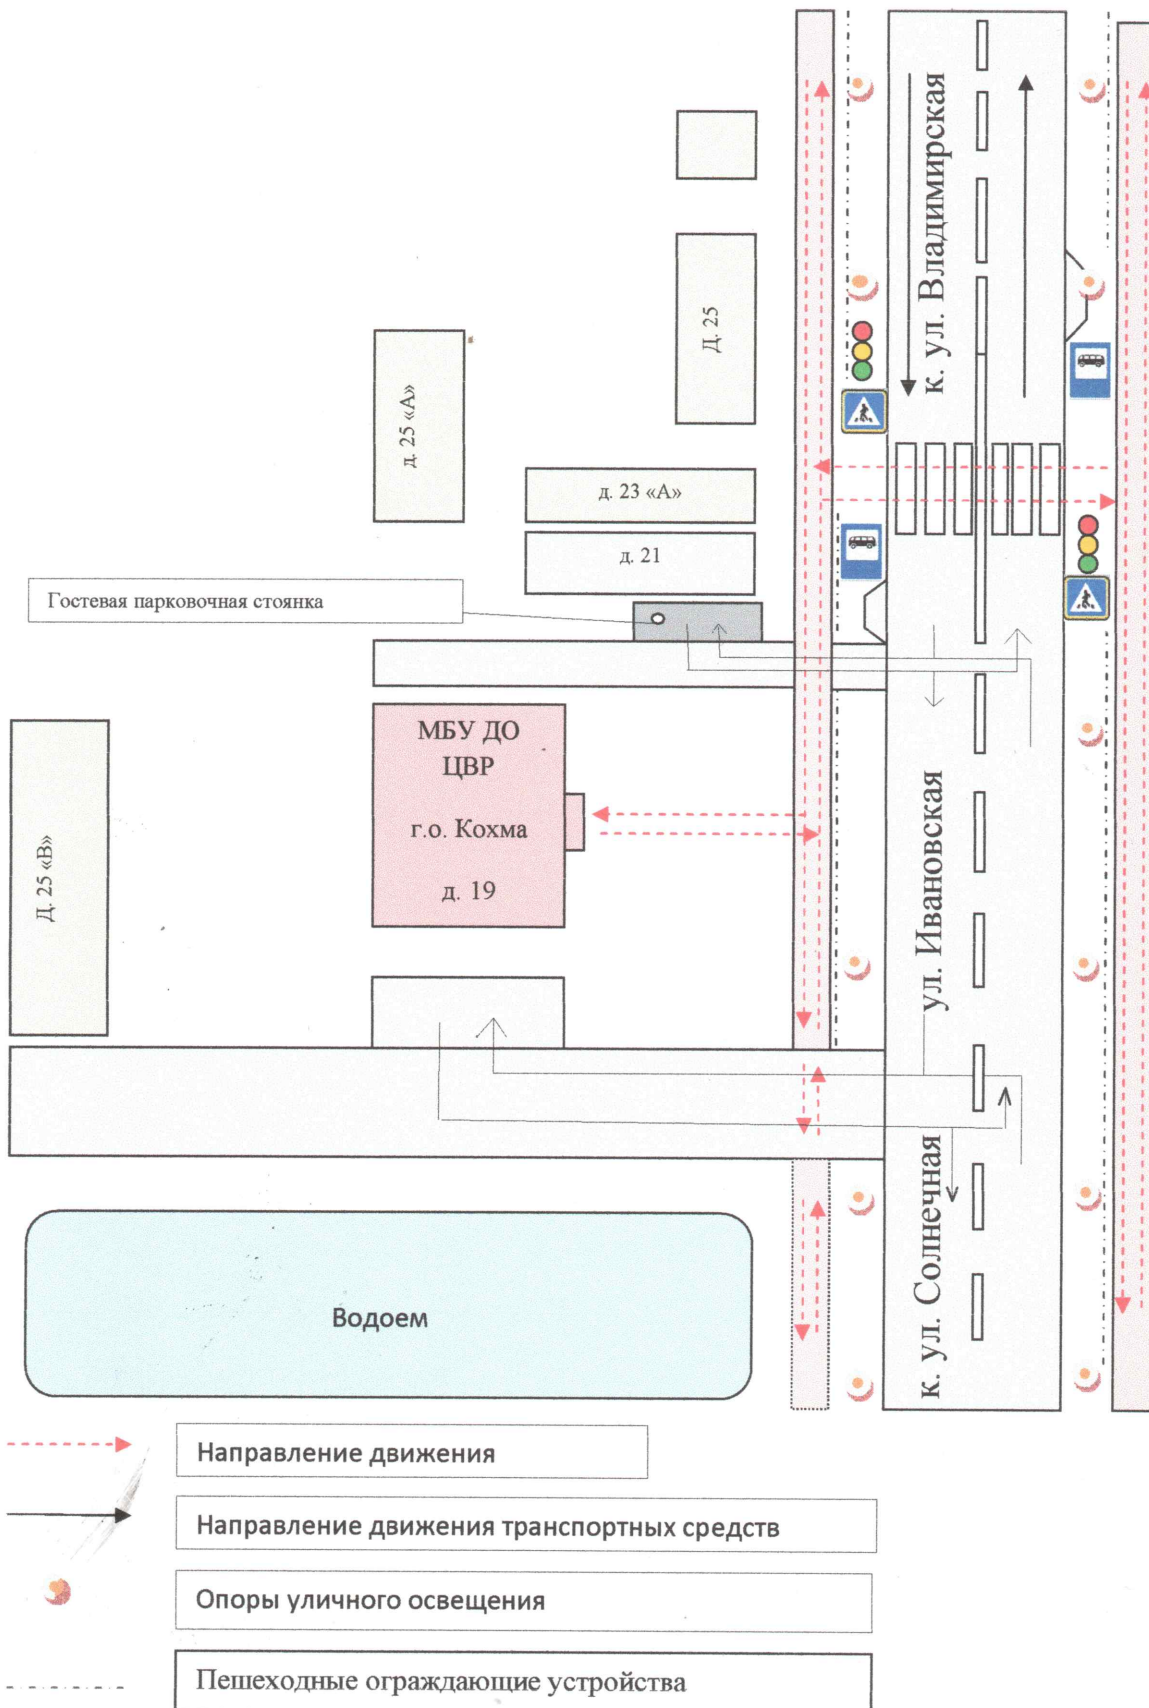 к. ул. Владимирская
Д. 25
д. 25 «А»
д. 23 «А»
д. 21
Гостевая парковочная стоянка
МБУ ДО
ЦВР
г.о. Кохма
д. 19
Д. 25 «В»
ул. Ивановская
к. ул. Солнечная
Водоем
Направление движения
Направление движения транспортных средств
Опоры уличного освещения
Пешеходные ограждающие устройства